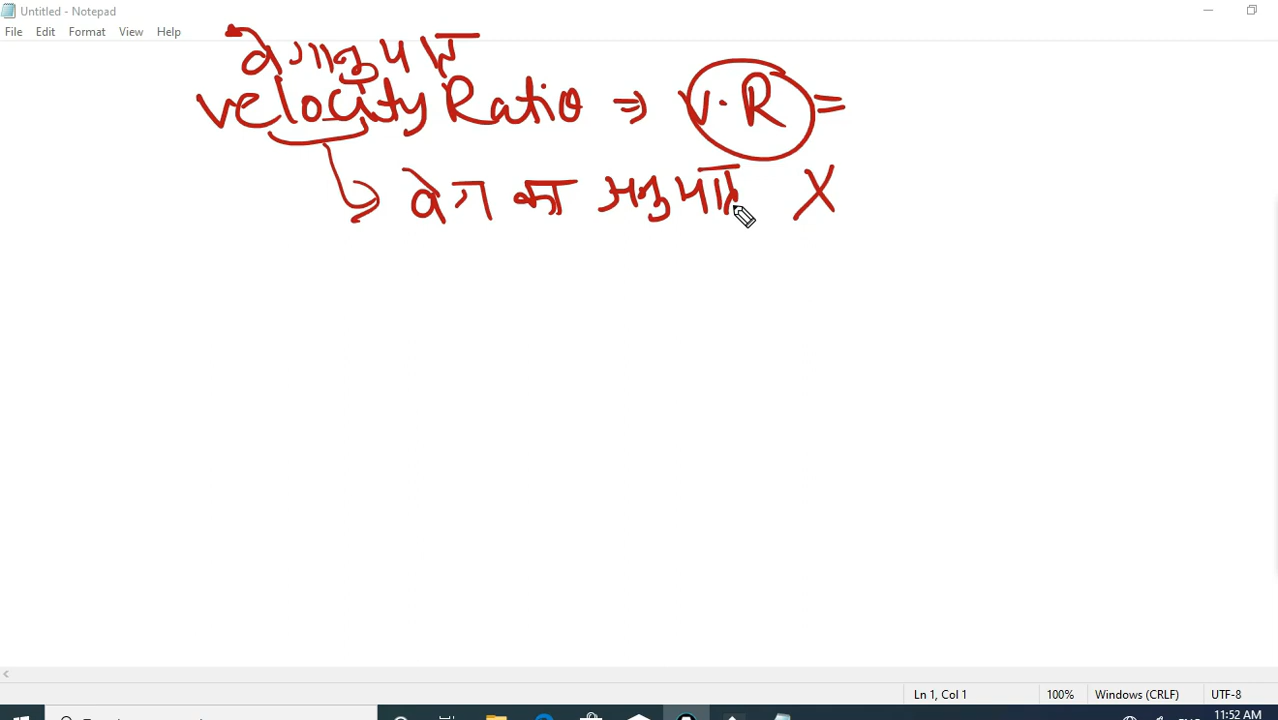 Untitled - Notepad
File Edit Format View Help
वेगानुपात
velocity Ratio ⇒ V.R =
वेग का अनुपात X
Ln 1, Col 1 100% Windows (CRLF) UTF-8
11:52 AM